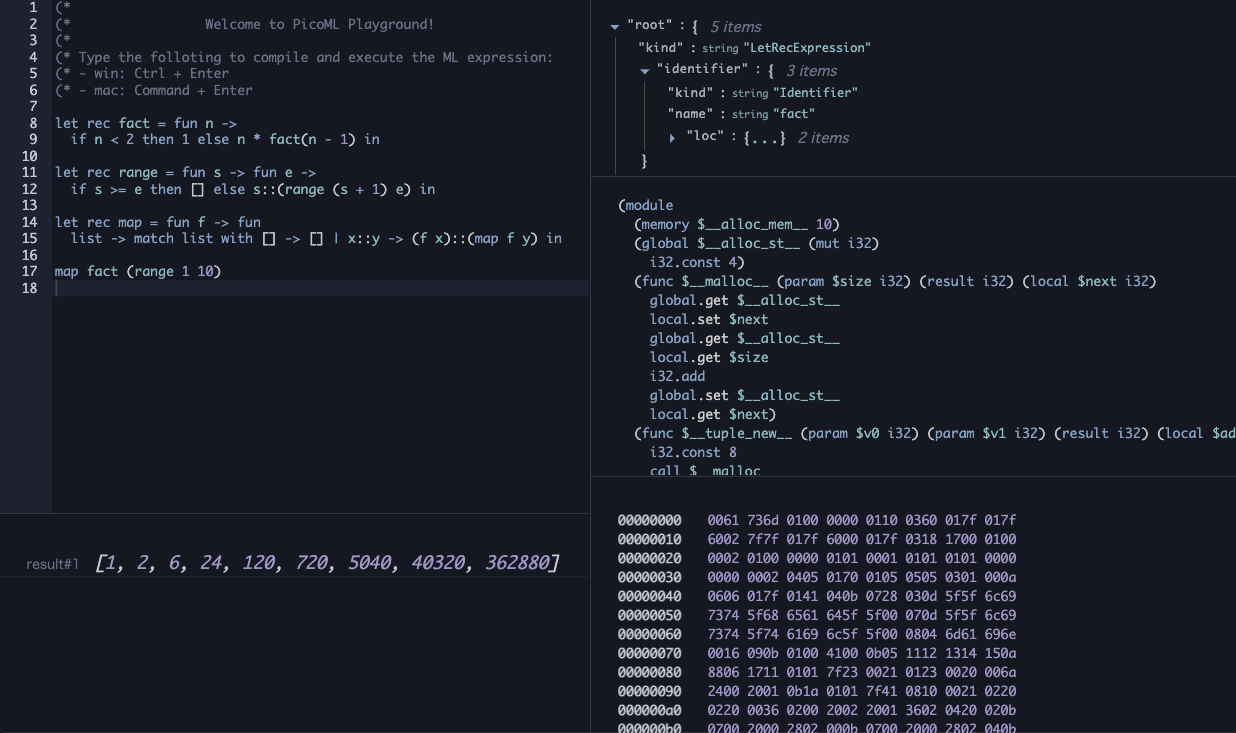 1 (*
2 (* Welcome to PicoML Playground!
3 (*
4 (* Type the folloting to compile and execute the ML expression:
5 (* - win: Ctrl + Enter
6 (* - mac: Command + Enter
7
8 let rec fact = fun n ->
9 if n < 2 then 1 else n * fact(n - 1) in
10
11 let rec range = fun s -> fun e ->
12 if s >= e then [] else s::(range (s + 1) e) in
13
14 let rec map = fun f -> fun
15 list -> match list with [] -> [] | x::y -> (f x)::(map f y) in
16
17 map fact (range 1 10)
18
result#1 [1, 2, 6, 24, 120, 720, 5040, 40320, 362880]
"root" : { 5 items
"kind" : string "LetRecExpression"
"identifier" : { 3 items
"kind" : string "Identifier"
"name" : string "fact"
"loc" : {...} 2 items
}
(module
(memory $__alloc_mem__ 10)
(global $__alloc_st__ (mut i32)
i32.const 4)
(func $__malloc__ (param $size i32) (result i32) (local $next i32)
global.get $__alloc_st__
local.set $next
global.get $__alloc_st__
local.get $size
i32.add
global.set $__alloc_st__
local.get $next)
(func $__tuple_new__ (param $v0 i32) (param $v1 i32) (result i32) (local $ad
i32.const 8
call $__malloc__
00000000 0061 736d 0100 0000 0110 0360 017f 017f
00000010 6002 7f7f 017f 6000 017f 0318 1700 0100
00000020 0002 0100 0000 0101 0001 0101 0101 0000
00000030 0000 0002 0405 0170 0105 0505 0301 000a
00000040 0606 017f 0141 040b 0728 030d 5f5f 6c69
00000050 7374 5f68 6561 645f 5f00 070d 5f5f 6c69
00000060 7374 5f74 6169 6c5f 5f00 0804 6d61 696e
00000070 0016 090b 0100 4100 0b05 1112 1314 150a
00000080 8806 1711 0101 7f23 0021 0123 0020 006a
00000090 2400 2001 0b1a 0101 7f41 0810 0021 0220
000000a0 0220 0036 0200 2002 2001 3602 0420 020b
000000b0 0700 2000 2802 000b 0700 2000 2802 040b